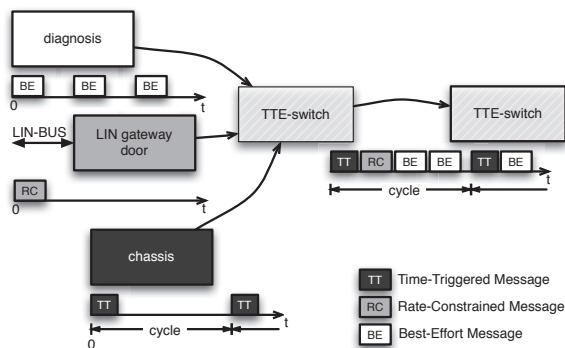 diagnosis
BE BE BE
0 t
LIN-BUS
LIN gateway
door
TTE-switch
TTE-switch
TT RC BE BE TT BE
cycle t
RC
0 t
chassis
TT TT
cycle t
0
TT Time-Triggered Message
RC Rate-Constrained Message
BE Best-Effort Message